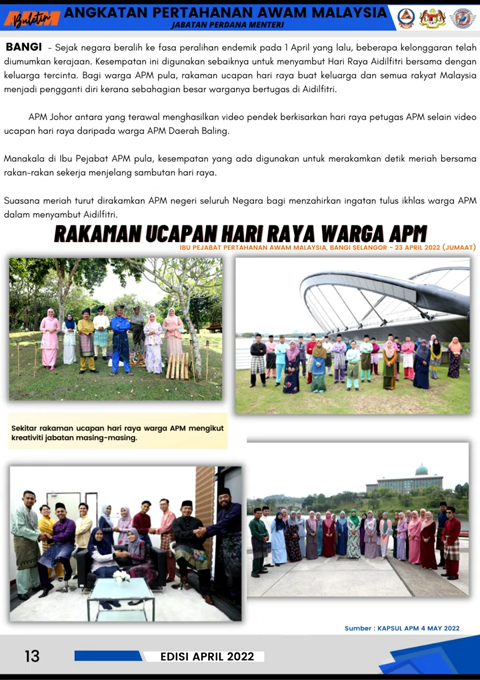 APM
Buletin
ANGKATAN PERTAHANAN AWAM MALAYSIA
JABATAN PERDANA MENTERI
BANGI – Sejak negara beralih ke fasa peralihan endemik pada 1 April yang lalu, beberapa kelonggaran telah
diumumkan kerajaan. Kesempatan ini digunakan sebaiknya untuk menyambut Hari Raya Aidilfitri bersama dengan
keluarga tercinta. Bagi warga APM pula, rakaman ucapan hari raya buat keluarga dan semua rakyat Malaysia
menjadi pengganti diri kerana sebahagian besar warganya bertugas di Aidilfitri.
APM Johor antara yang terawal menghasilkan video pendek berkisarkan hari raya petugas APM selain video
ucapan hari raya daripada warga APM Daerah Baling.
Manakala di Ibu Pejabat APM pula, kesempatan yang ada digunakan untuk merakamkan detik meriah bersama
rakan-rakan sekerja menjelang sambutan hari raya.
Suasana meriah turut dirakamkan APM negeri seluruh Negara bagi menzahirkan ingatan tulus ikhlas warga APM
dalam menyambut Aidilfitri.
RAKAMAN UCAPAN HARI RAYA WARGA APM
IBU PEJABAT PERTAHANAN AWAM MALAYSIA, BANGI SELANGOR - 23 APRIL 2022 (JUMAAT)
Sekitar rakaman ucapan hari raya warga APM mengikut
kreativiti jabatan masing-masing.
Sumber : KAPSUL APM 4 MAY 2022
13
EDISI APRIL 2022